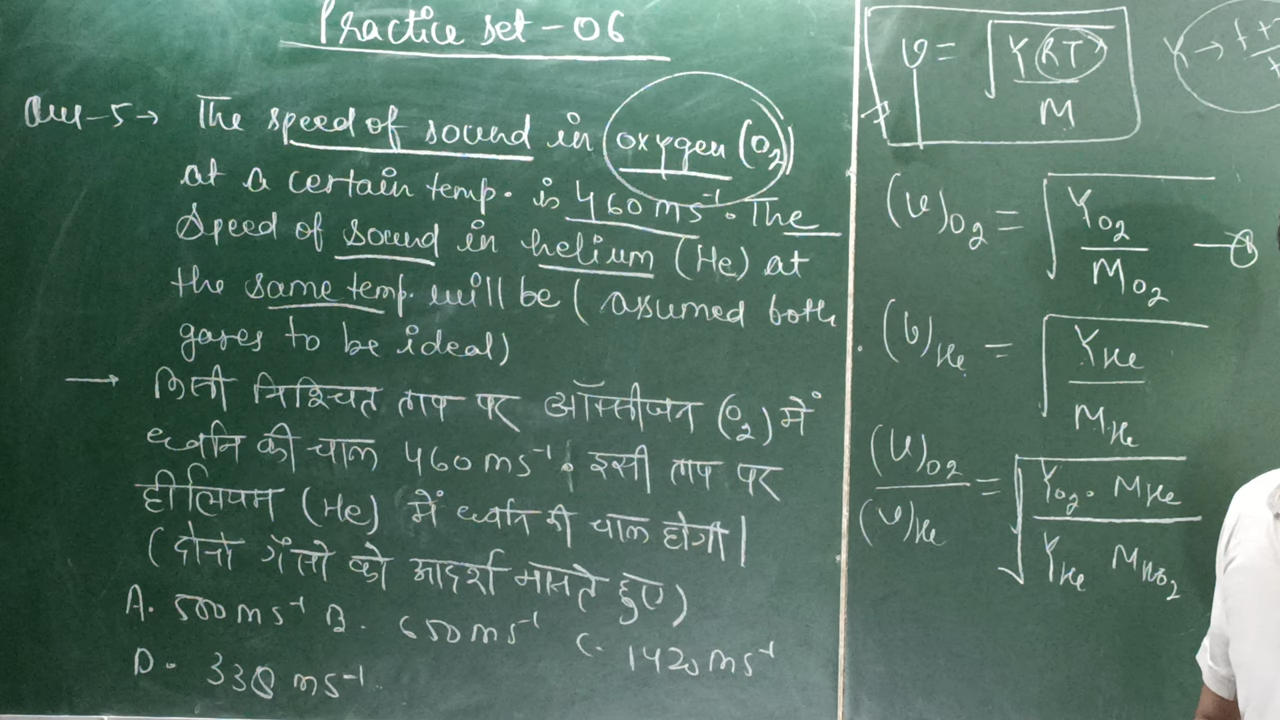 Practice set - 06
Que-5→ The speed of sound in oxygen (O₂)
at a certain temp. is 460 ms⁻¹. The
Speed of sound in helium (He) at
the same temp. will be ( assumed both
gases to be ideal)
→ किसी निश्चित ताप पर ऑक्सीजन (O₂) में
ध्वनि की चाल 460 ms⁻¹. इसी ताप पर
हीलियम (He) में ध्वनि की चाल होगी।
(दोनो गैसो को आदर्श मानते हुए)
A. 500 ms⁻¹ B. 650 ms⁻¹ C. 1420 ms⁻¹
D. 330 ms⁻¹.
v = √(γRT/M)
γ →
(v)O₂ = √(γO₂/MO₂) —①
(v)He = √(γHe/MHe)
(v)O₂/(v)He = √(γO₂. MHe/γHe MO₂)